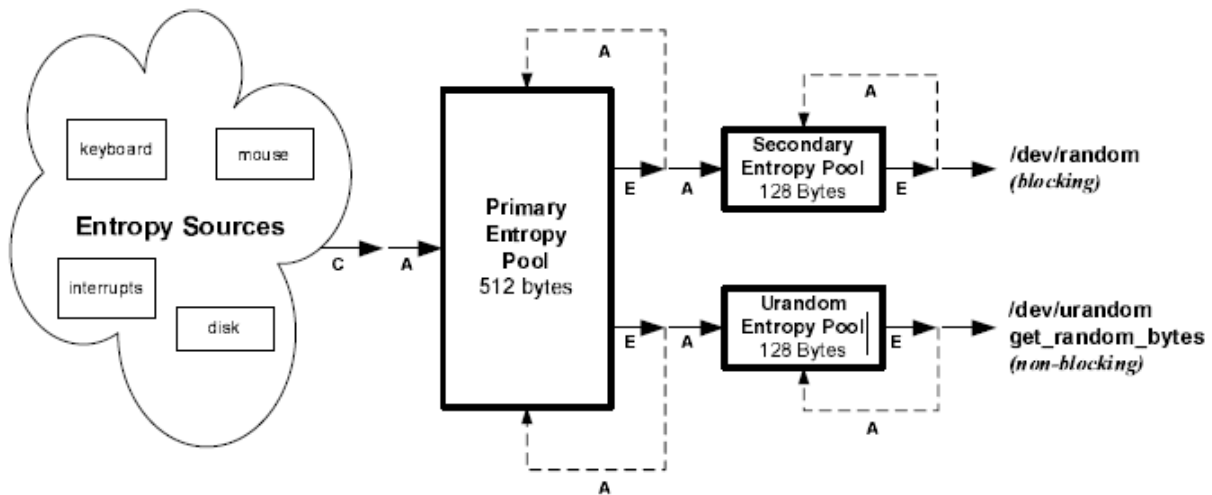 keyboard
mouse
Entropy Sources
interrupts
disk
C
A
Primary
Entropy
Pool
512 bytes
A
E
A
Secondary
Entropy Pool
128 Bytes
A
E
/dev/random
(blocking)
E
A
A
Urandom
Entropy Pool
128 Bytes
E
A
/dev/urandom
get_random_bytes
(non-blocking)